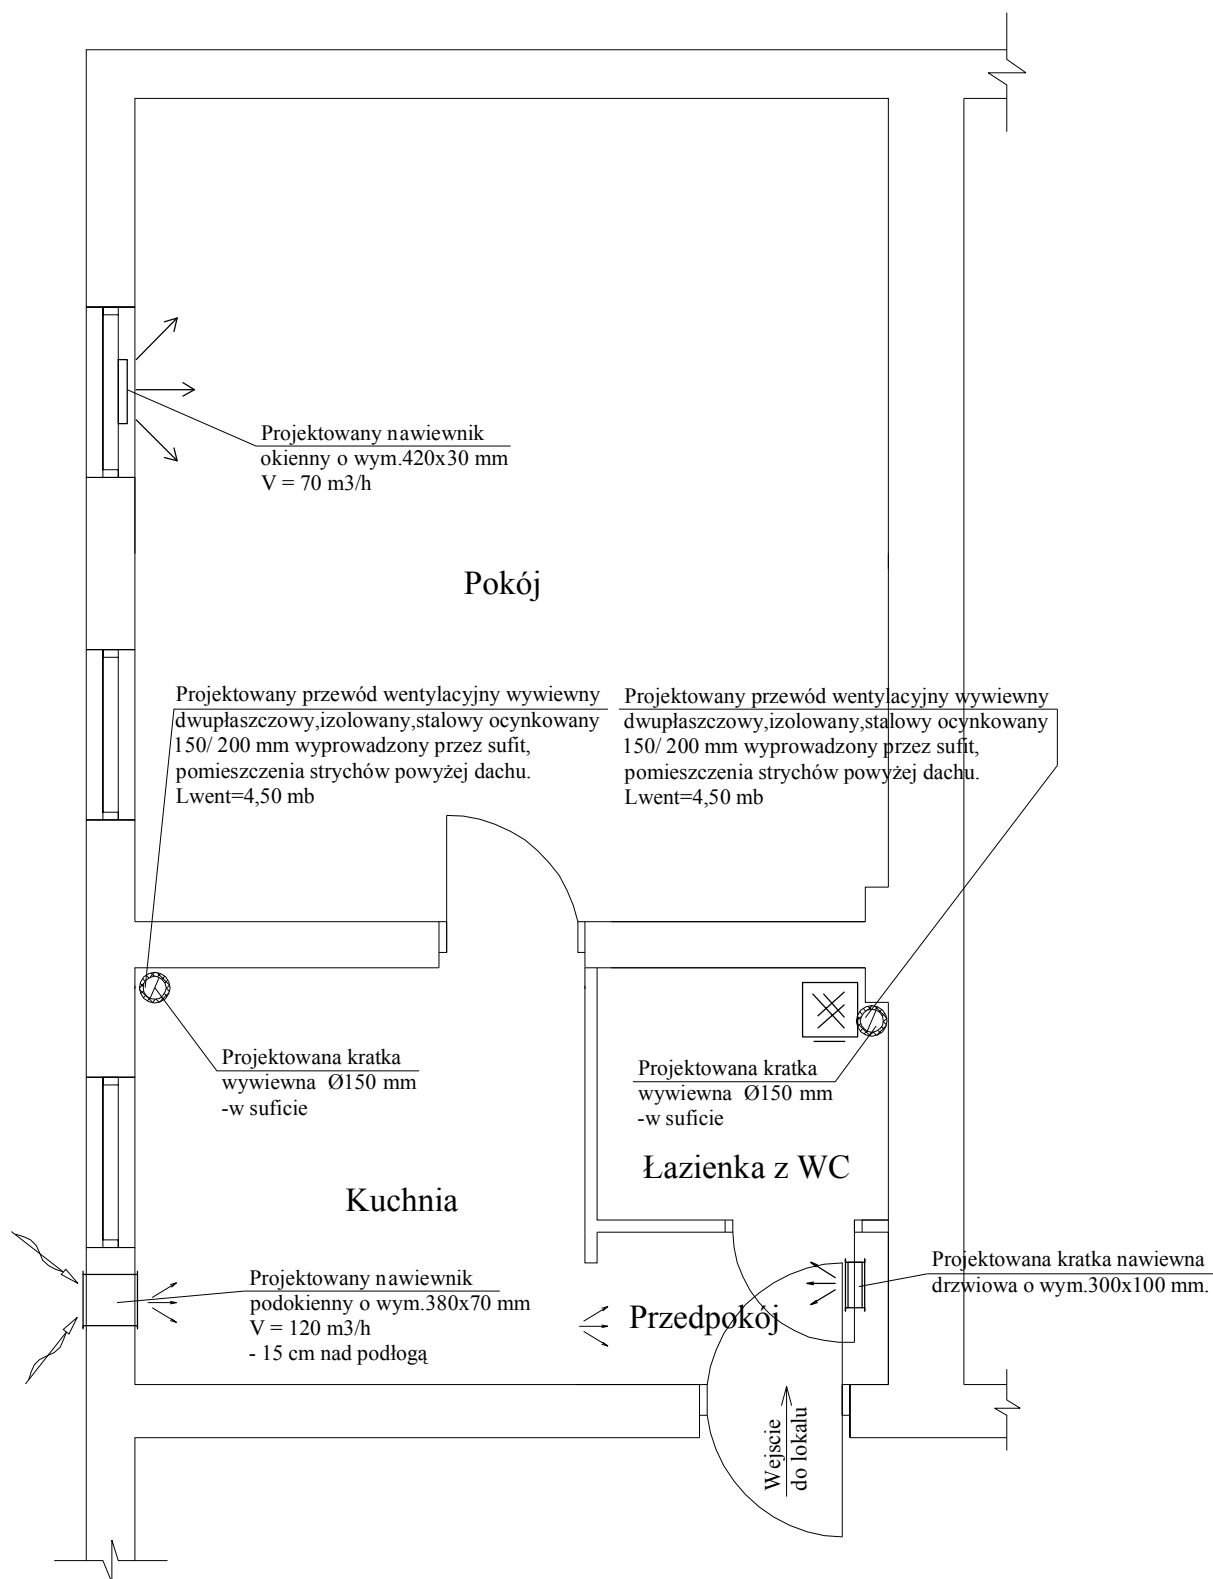 Projektowany nawiewnik
okienny o wym.420x30 mm
V = 70 m3/h
Pokój
Projektowany przewód wentylacyjny wywiewny
dwupłaszczowy,izolowany,stalowy ocynkowany
150/ 200 mm wyprowadzony przez sufit,
pomieszczenia strychów powyżej dachu.
Lwent=4,50 mb
Projektowany przewód wentylacyjny wywiewny
dwupłaszczowy,izolowany,stalowy ocynkowany
150/ 200 mm wyprowadzony przez sufit,
pomieszczenia strychów powyżej dachu.
Lwent=4,50 mb
Projektowana kratka
wywiewna Ø150 mm
-w suficie
Projektowana kratka
wywiewna Ø150 mm
-w suficie
Łazienka z WC
Kuchnia
Projektowany nawiewnik
podokienny o wym.380x70 mm
V = 120 m3/h
- 15 cm nad podłogą
Przedpokój
Projektowana kratka nawiewna
drzwiowa o wym.300x100 mm.
Wejscie
do lokalu